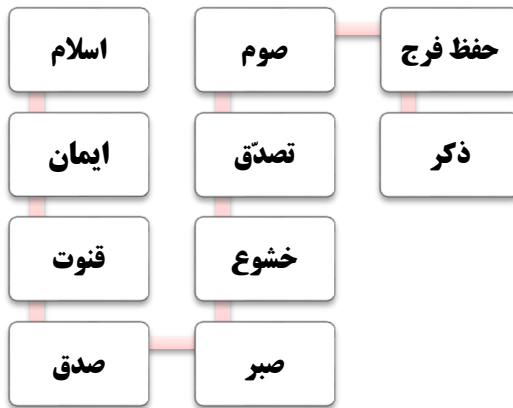 اسلام
ایمان
قنوت
صدق
صبر
خشوع
تصدّق
صوم
حفظ فرج
ذکر